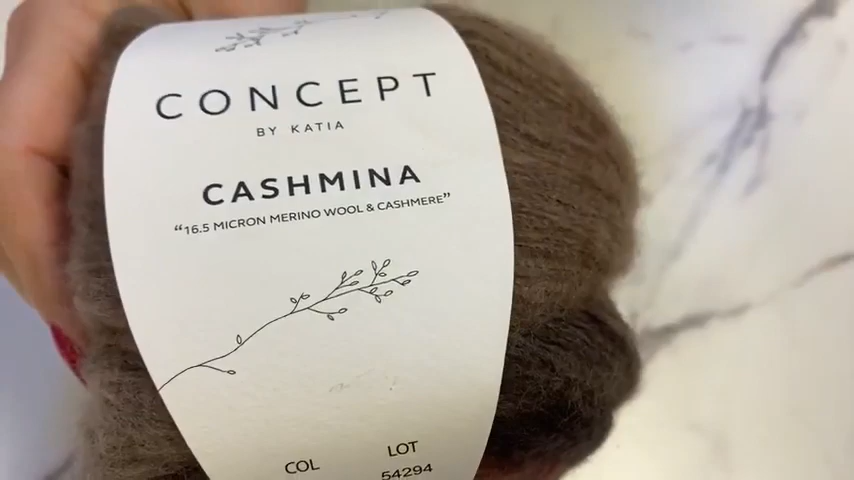 CONCEPT
BY KATIA
CASHMINA
“16.5 MICRON MERINO WOOL & CASHMERE”
COL LOT
54294